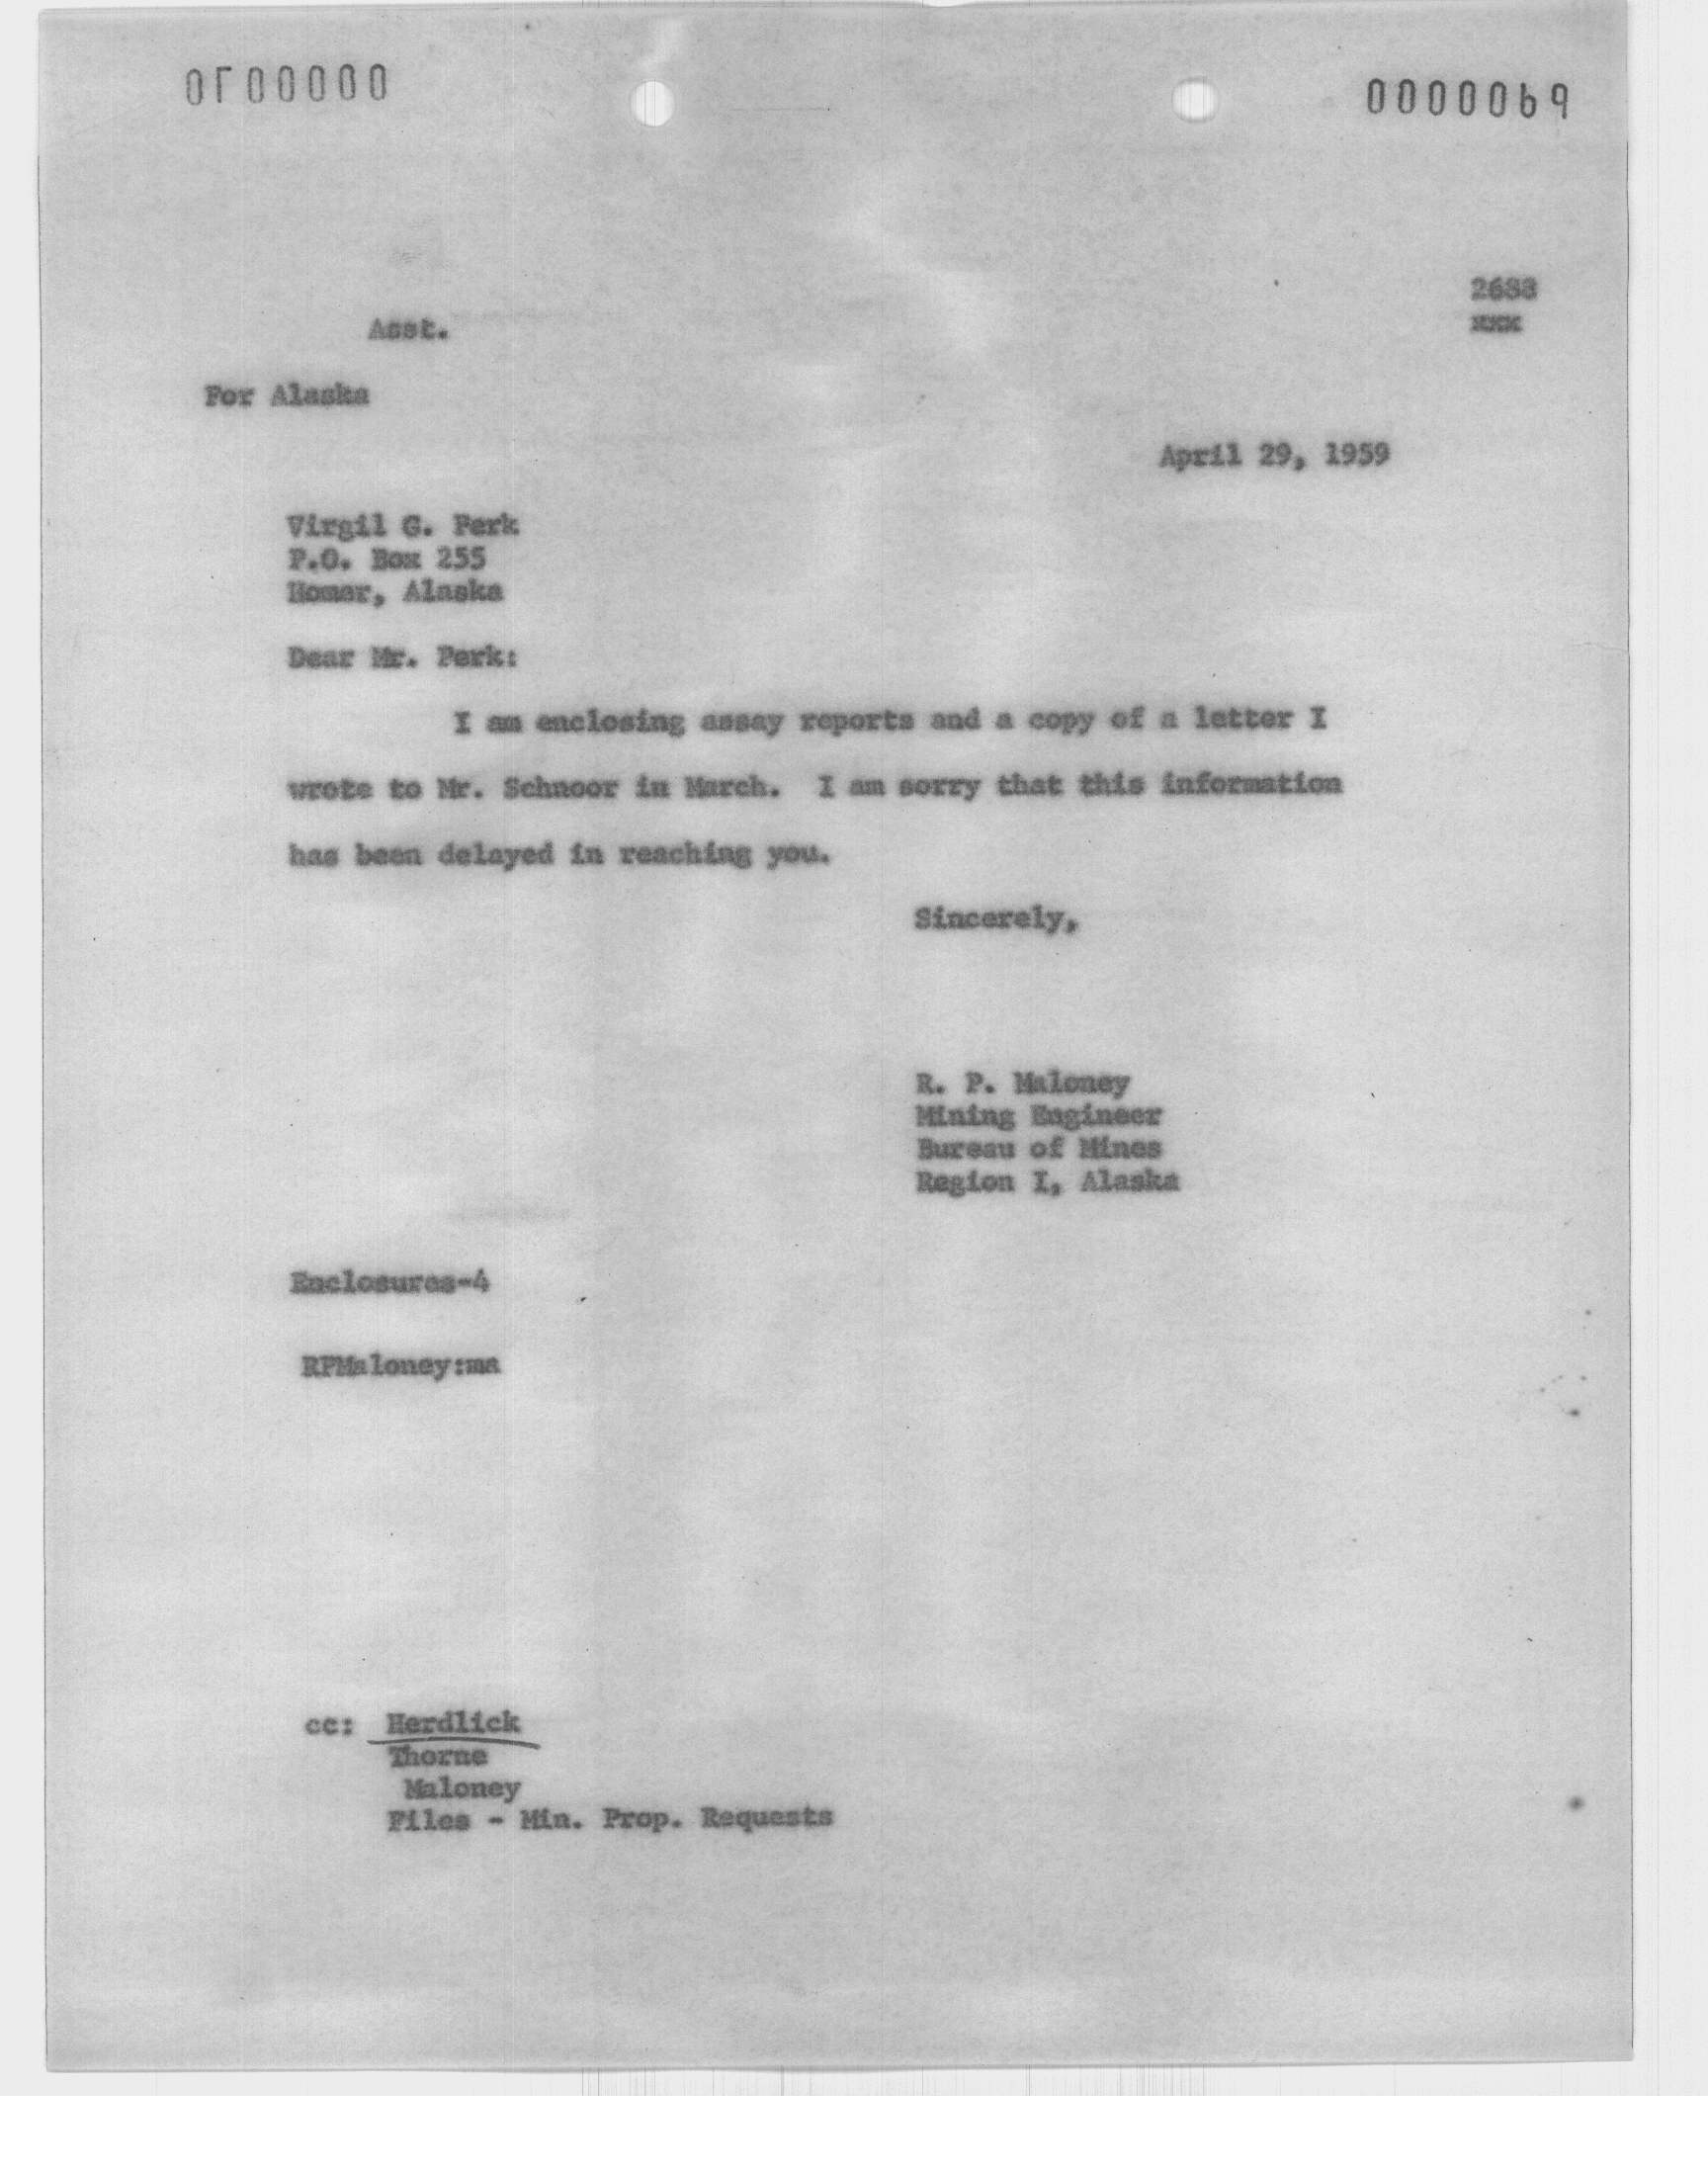 0000070
0000069
2688
xxx
Asst.
For Alaska
April 29, 1959
Virgil G. Perk
P.O. Box 255
Homer, Alaska
Dear Mr. Perk:
I am enclosing assay reports and a copy of a letter I
wrote to Mr. Schnoor in March.  I am sorry that this information
has been delayed in reaching you.
Sincerely,
R. P. Maloney
Mining Engineer
Bureau of Mines
Region I, Alaska
Enclosures-4
RPMaloney:ma
cc: Herdlick
Thorne
Maloney
Files - Min. Prop. Requests